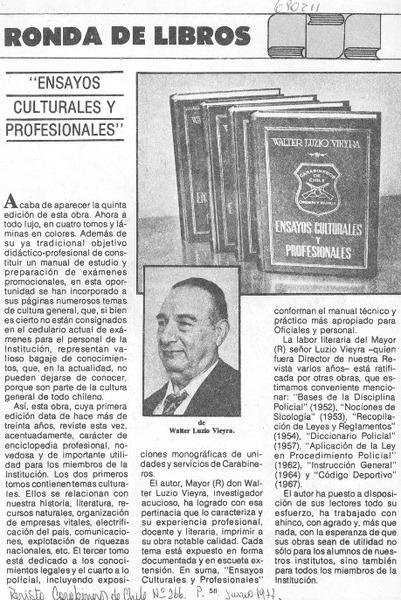 680211
RONDA DE LIBROS
"ENSAYOS
CULTURALES Y
PROFESIONALES"
WALTER LUZIO VIEYRA
CARABINEROS
DE
CHILE
ORDEN Y PATRIA
ENSAYOS CULTURALES
Y
PROFESIONALES
Acaba de aparecer la quinta
edición de esta obra. Ahora a
todo lujo, en cuatro tomos y lá-
minas en colores. Además de
su ya tradicional objetivo
didáctico-profesional de consti-
tuir un manual de estudio y
preparación de exámenes
promocionales, en esta opor-
tunidad se han incorporado a
sus páginas numerosos temas
de cultura general, que, si bien
es cierto no están consignados
en el cedulario actual de exá-
menes para el personal de la
Institución, representan va-
lioso bagaje de conocimien-
tos, que, en la actualidad, no
pueden dejarse de conocer,
porque son parte de la cultura
general de todo chileno.
Así, esta obra, cuya primera
edición data de hace más de
treinta años, reviste esta vez,
acentuadamente, carácter de
enciclopedia profesional, no-
vedosa y de importante utili-
dad para los miembros de la
Institución. Los dos primeros
tomos contienen temas cultura-
les. Ellos se relacionan con
nuestra historia, literatura, re-
cursos naturales, organización
de empresas vitales, electrifi-
cación del país, comunicacio-
nes, explotación de riquezas
nacionales, etc. El tercer tomo
está dedicado a los conocimien-
tos legales y el cuarto a lo
policial, incluyendo exposi-
de
Walter Luzio Vieyra.
ciones monográficas de uni-
dades y servicios de Carabine-
ros.
El autor, Mayor (R) don Wal-
ter Luzio Vieyra, investigador
acucioso, ha logrado con esa
pertinacia que lo caracteriza y
su experiencia profesional,
docente y literaria, imprimir a
su obra notable calidad. Cada
tema está expuesto en forma
documentada y en escueta ex-
tensión. En suma, "Ensayos
Culturales y Profesionales"
conforman el manual técnico y
práctico más apropiado para
Oficiales y personal.
La labor literaria del Mayor
(R) señor Luzio Vieyra –quien
fuera Director de nuestra Re-
vista varios años– está rati-
ficada por otras obras, que es-
timamos conveniente mencio-
nar: "Bases de la Disciplina
Policial" (1952), "Nociones de
Sicología" (1953), "Recopila-
ción de Leyes y Reglamentos"
(1954), "Diccionario Policial"
(1957), "Aplicación de la Ley
en Procedimiento Policial"
(1962), "Instrucción General"
(1964) y "Código Deportivo"
(1967).
El autor ha puesto a disposi-
ción de sus lectores todo su
esfuerzo, ha trabajado con
ahinco, con agrado y, más que
nada, con la esperanza de que
sus obras sean de utilidad no
sólo para los alumnos de nues-
tros institutos, sino también
para todos los miembros de la
Institución.
Revista Carabineros de Chile Nº 266. P. 58 Junio 1977.